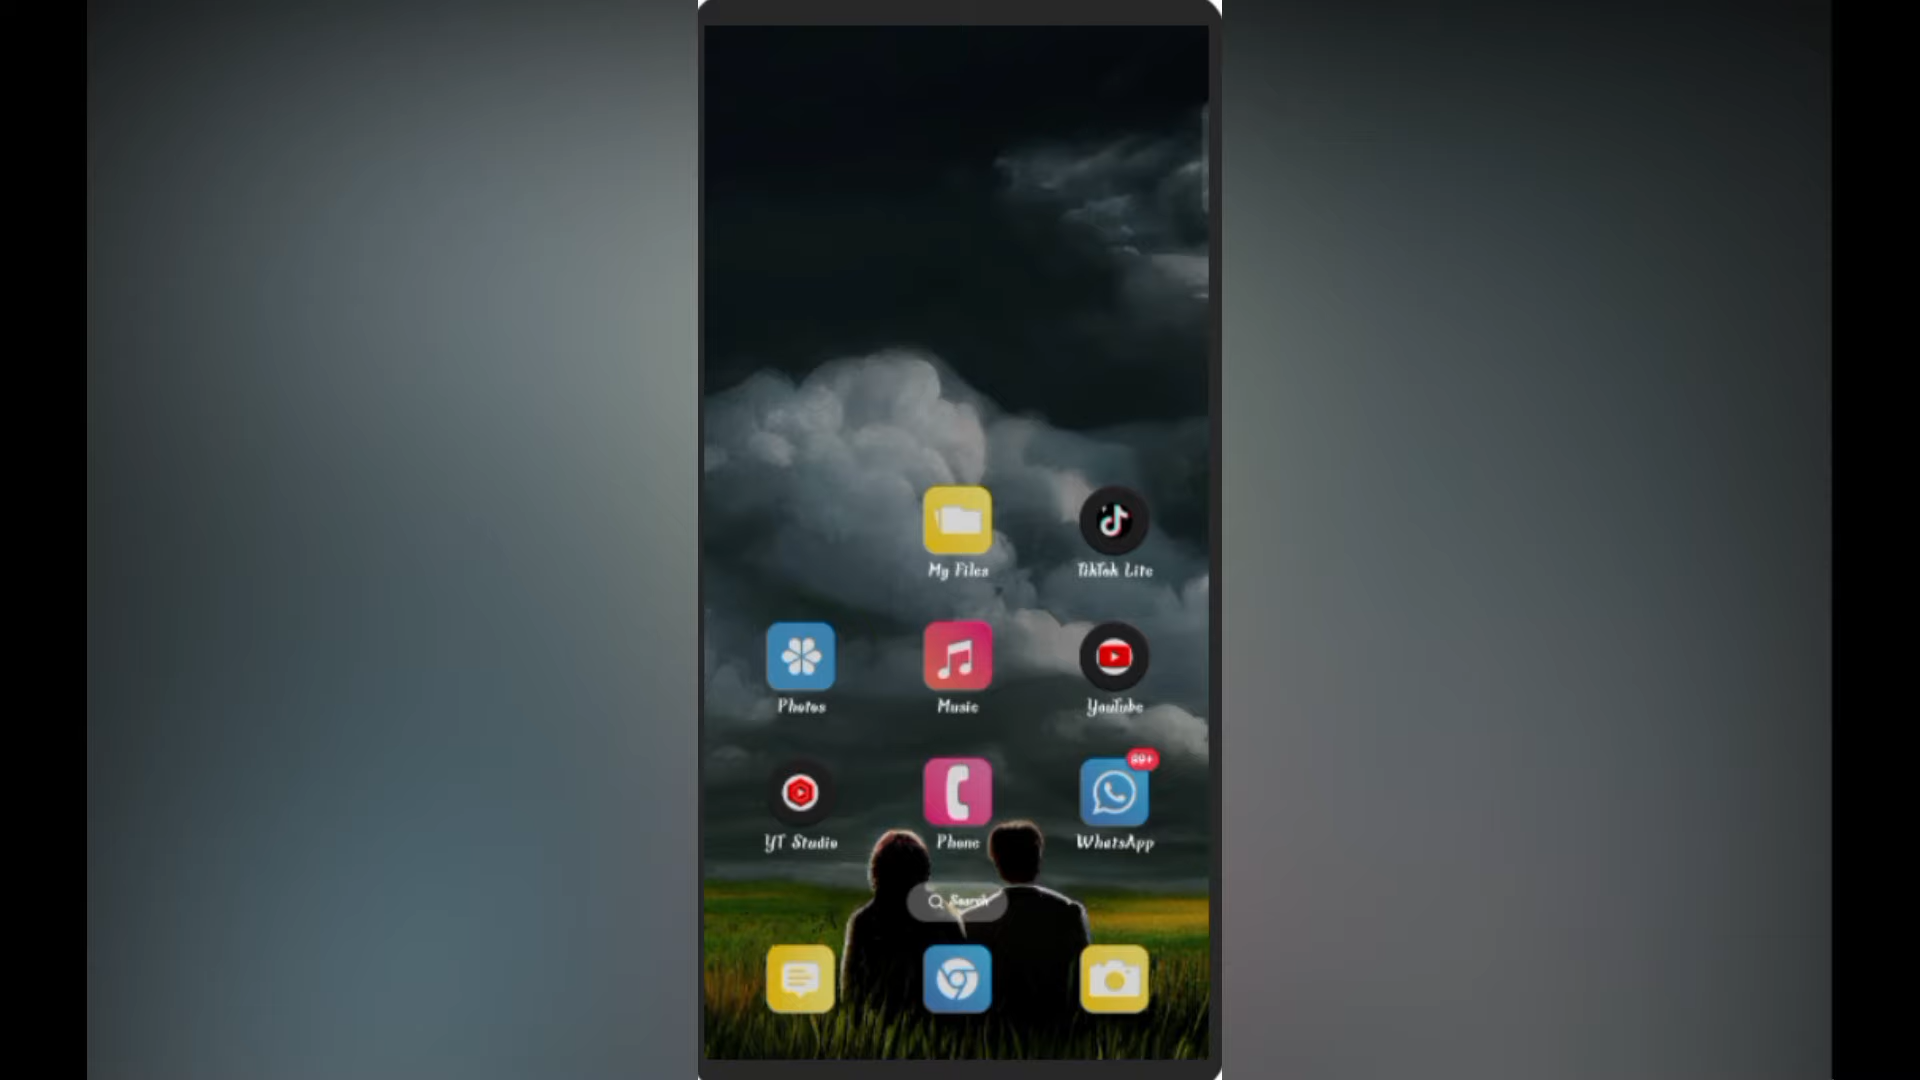 My Files
TikTok Lite
Photos
Music
YouTube
99+
YT Studio
Phone
WhatsApp
Search